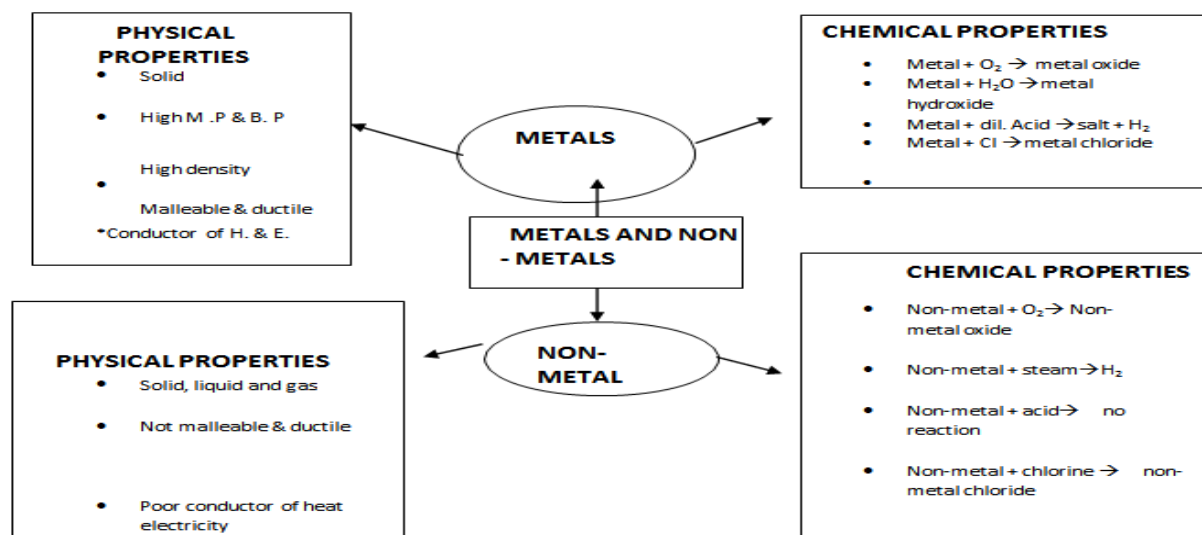 PHYSICAL
PROPERTIES
• Solid
• High M .P & B. P
High density
•
Malleable & ductile
•Conductor of H. & E.
CHEMICAL PROPERTIES
• Metal + O₂ → metal oxide
• Metal + H₂O →metal
hydroxide
• Metal + dil. Acid →salt + H₂
• Metal + Cl →metal chloride
•
METALS
METALS AND NON
- METALS
NON-
METAL
PHYSICAL PROPERTIES
• Solid, liquid and gas
• Not malleable & ductile
• Poor conductor of heat
electricity
CHEMICAL PROPERTIES
• Non-metal + O₂→ Non-
metal oxide
• Non-metal + steam→H₂
• Non-metal + acid→ no
reaction
• Non-metal + chlorine → non-
metal chloride